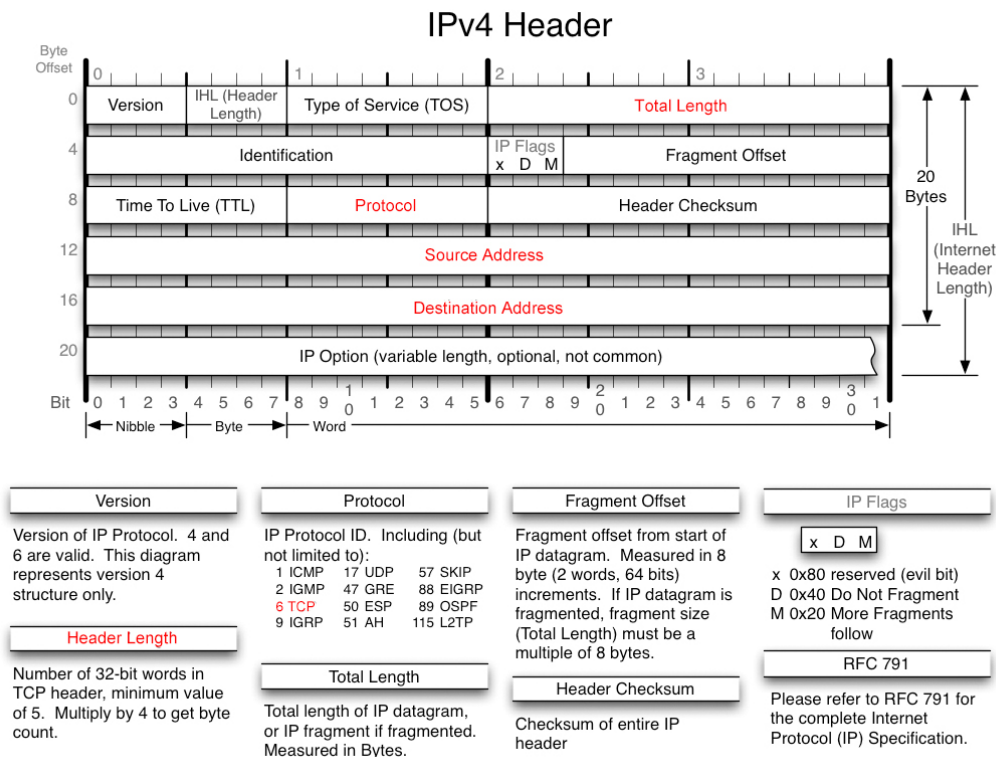 IPv4 Header
Byte
Offset
0 1 2 3
0
Version
IHL (Header
Length)
Type of Service (TOS)
Total Length
4
Identification
IP Flags
x D M
Fragment Offset
8
Time To Live (TTL)
Protocol
Header Checksum
12
Source Address
16
Destination Address
20
IP Option (variable length, optional, not common)
20
Bytes
IHL
(Internet
Header
Length)
Bit 0 1 2 3 4 5 6 7 8 9 10 1 2 3 4 5 6 7 8 9 20 1 2 3 4 5 6 7 8 9 30 1
Nibble Byte Word
Version
Version of IP Protocol. 4 and
6 are valid. This diagram
represents version 4
structure only.
Header Length
Number of 32-bit words in
TCP header, minimum value
of 5. Multiply by 4 to get byte
count.
Protocol
IP Protocol ID. Including (but
not limited to):
1 ICMP 17 UDP 57 SKIP
2 IGMP 47 GRE 88 EIGRP
6 TCP 50 ESP 89 OSPF
9 IGRP 51 AH 115 L2TP
Total Length
Total length of IP datagram,
or IP fragment if fragmented.
Measured in Bytes.
Fragment Offset
Fragment offset from start of
IP datagram. Measured in 8
byte (2 words, 64 bits)
increments. If IP datagram is
fragmented, fragment size
(Total Length) must be a
multiple of 8 bytes.
Header Checksum
Checksum of entire IP
header
IP Flags
x D M
x 0x80 reserved (evil bit)
D 0x40 Do Not Fragment
M 0x20 More Fragments
follow
RFC 791
Please refer to RFC 791 for
the complete Internet
Protocol (IP) Specification.